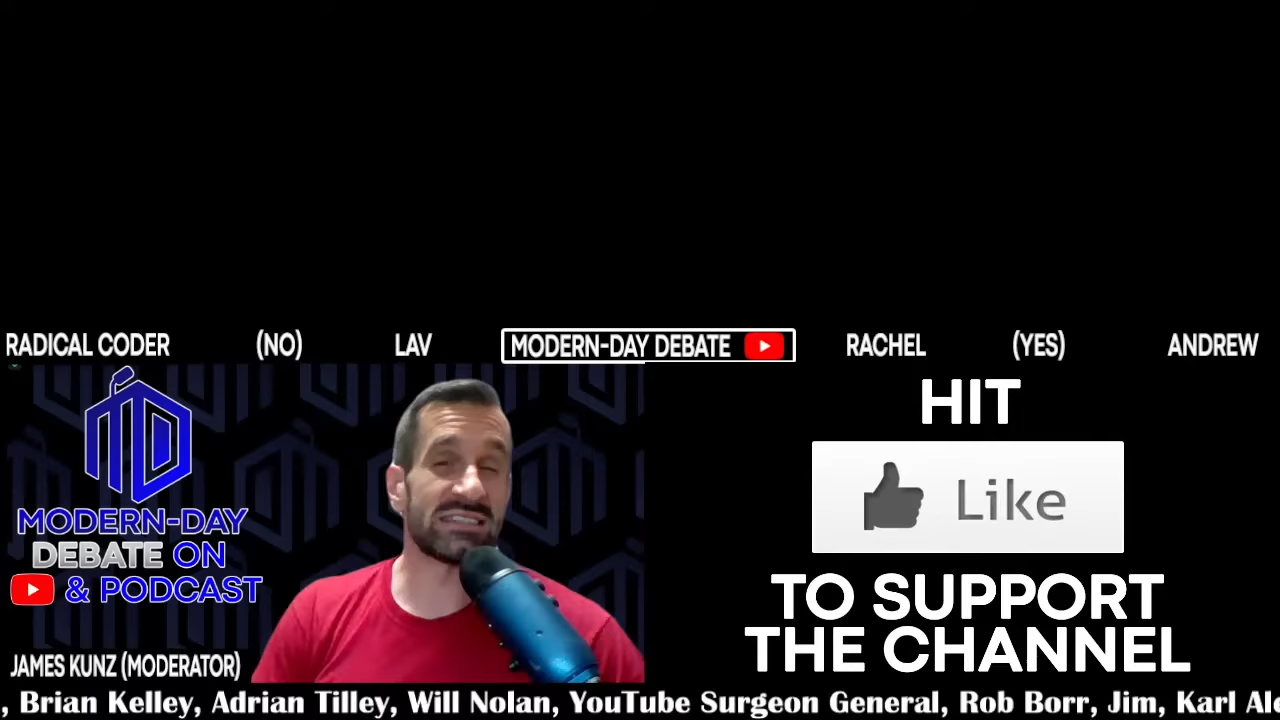 RADICAL CODER (NO) LAV MODERN-DAY DEBATE RACHEL (YES) ANDREW
MODERN-DAY
DEBATE ON
& PODCAST
JAMES KUNZ (MODERATOR)
HIT
Like
TO SUPPORT
THE CHANNEL
, Brian Kelley, Adrian Tilley, Will Nolan, YouTube Surgeon General, Rob Borr, Jim, Karl